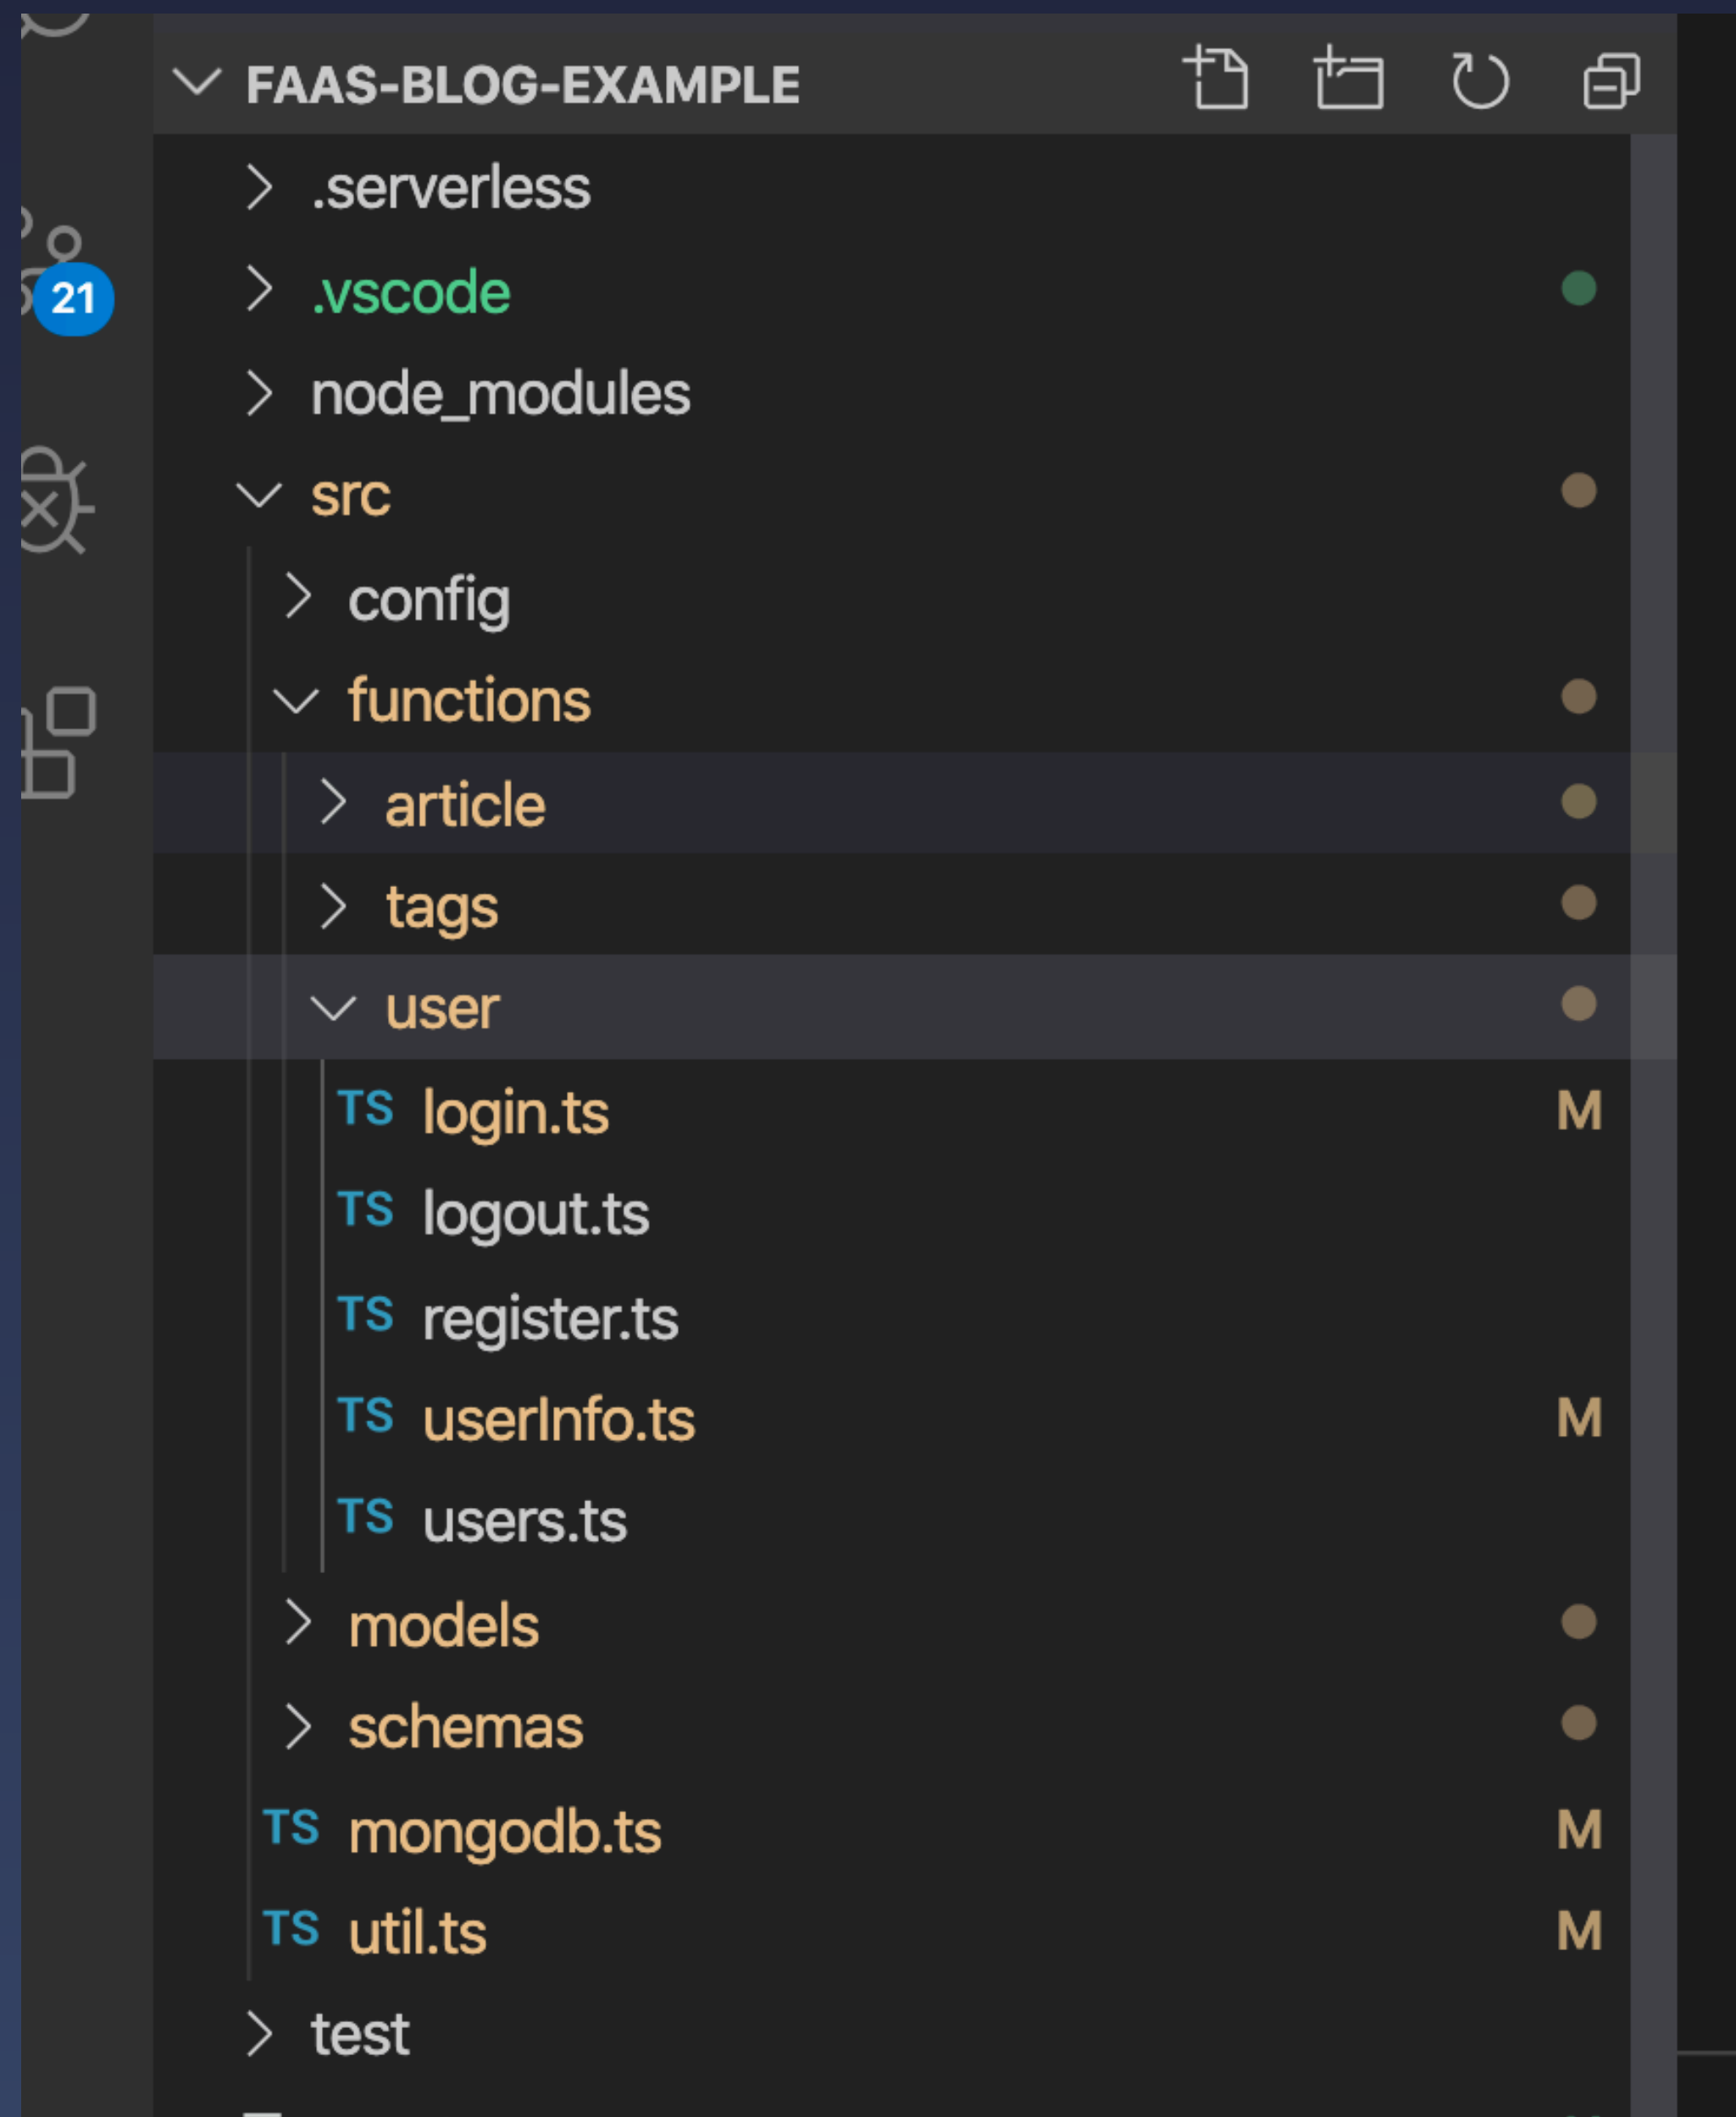 FAAS-BLOG-EXAMPLE
.serverless
21
.vscode
node_modules
src
config
functions
article
tags
user
TS login.ts M
TS logout.ts
TS register.ts
TS userInfo.ts M
TS users.ts
models
schemas
TS mongodb.ts M
TS util.ts M
test